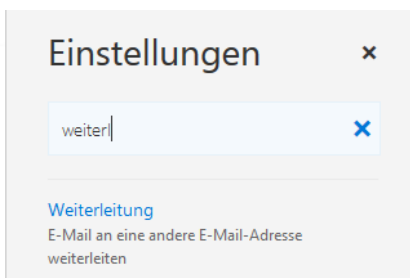 Einstellungen
weiterl
Weiterleitung
E-Mail an eine andere E-Mail-Adresse
weiterleiten